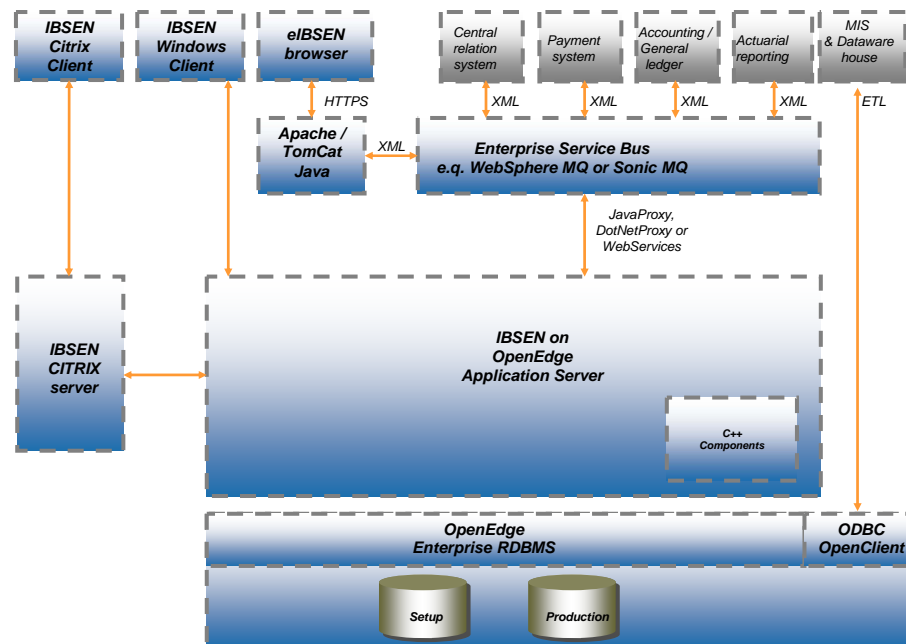 IBSEN
Citrix
Client
IBSEN
Windows
Client
eIBSEN
browser
Central
relation
system
Payment
system
Accounting /
General
ledger
Actuarial
reporting
MIS
& Dataware
house
HTTPS
XML
XML
XML
XML
ETL
Apache /
TomCat
Java
XML
Enterprise Service Bus
e.q. WebSphere MQ or Sonic MQ
JavaProxy,
DotNetProxy or
WebServices
IBSEN
CITRIX
server
IBSEN on
OpenEdge
Application Server
C++
Components
OpenEdge
Enterprise RDBMS
ODBC
OpenClient
Setup
Production